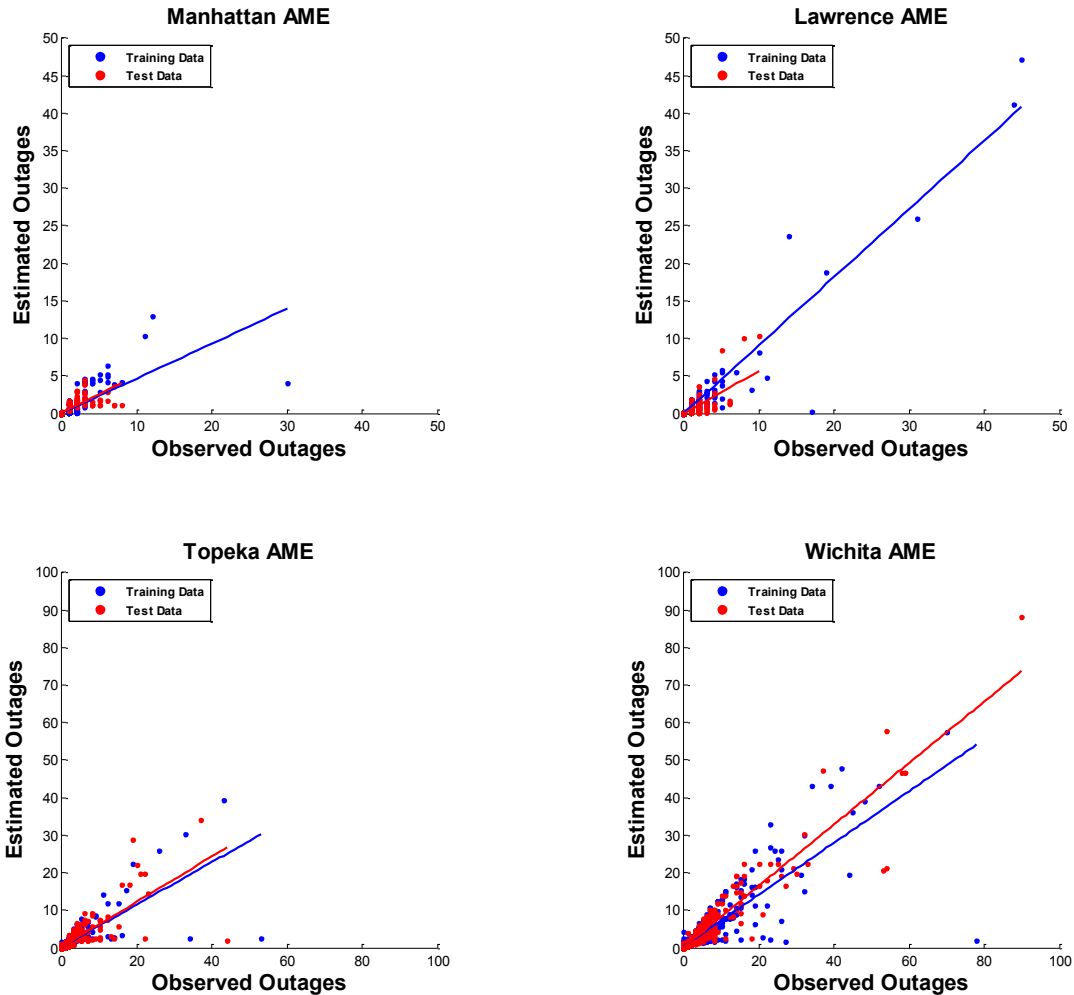 Manhattan AME
50
45
40
35
30
25
20
15
10
5
0
Estimated Outages
Training Data
Test Data
0 10 20 30 40 50
Observed Outages
Lawrence AME
50
45
40
35
30
25
20
15
10
5
0
Estimated Outages
Training Data
Test Data
0 10 20 30 40 50
Observed Outages
Topeka AME
100
90
80
70
60
50
40
30
20
10
0
Estimated Outages
Training Data
Test Data
0 20 40 60 80 100
Observed Outages
Wichita AME
100
90
80
70
60
50
40
30
20
10
0
Estimated Outages
Training Data
Test Data
0 20 40 60 80 100
Observed Outages